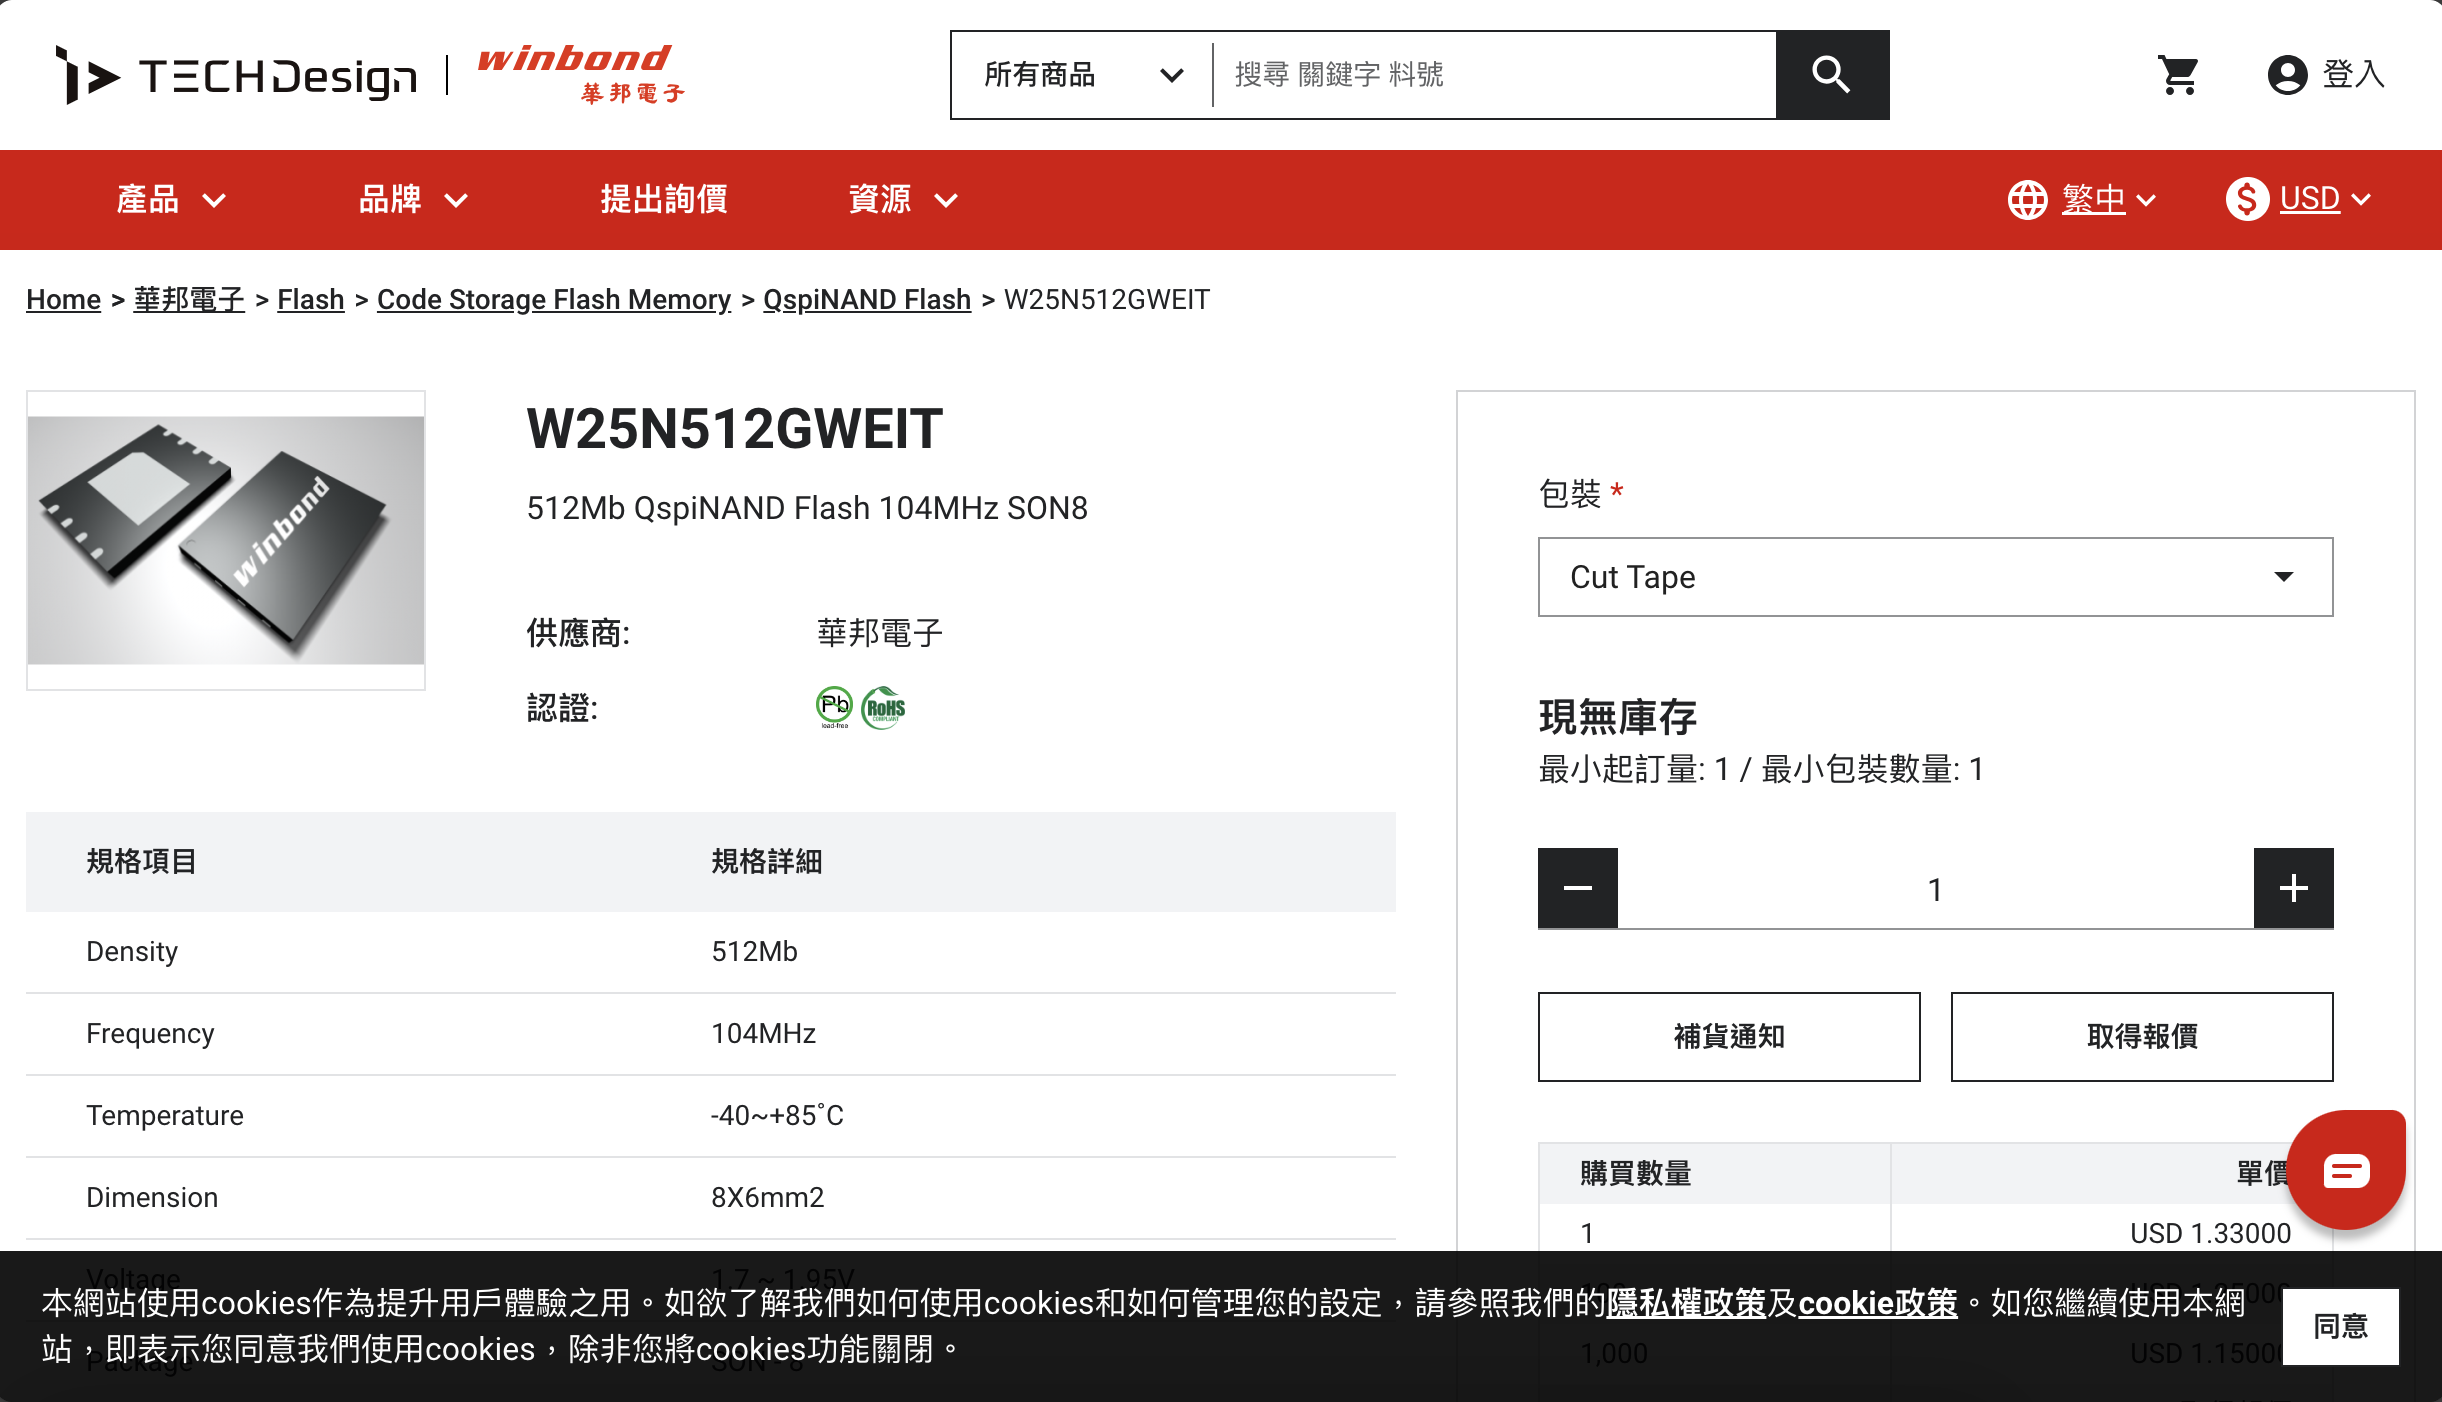 TECHDesign
winbond
華邦電子
所有商品
搜尋 關鍵字 料號
登入
產品
品牌
提出詢價
資源
繁中
USD
Home > 華邦電子 > Flash > Code Storage Flash Memory > QspiNAND Flash > W25N512GWEIT
winbond
W25N512GWEIT
512Mb QspiNAND Flash 104MHz SON8
供應商: 華邦電子
認證:
Pb
lead-free
RoHS
COMPLIANT
規格項目 規格詳細
Density 512Mb
Frequency 104MHz
Temperature -40~+85˚C
Dimension 8X6mm2
Voltage 1.7 ~ 1.95V
Package SON - 8
包裝 *
Cut Tape
現無庫存
最小起訂量: 1 / 最小包裝數量: 1
1
補貨通知
取得報價
購買數量 單價
1 USD 1.33000
1,000 USD 1.15000
本網站使用cookies作為提升用戶體驗之用。如欲了解我們如何使用cookies和如何管理您的設定，請參照我們的隱私權政策及cookie政策。如您繼續使用本網
站，即表示您同意我們使用cookies，除非您將cookies功能關閉。
同意